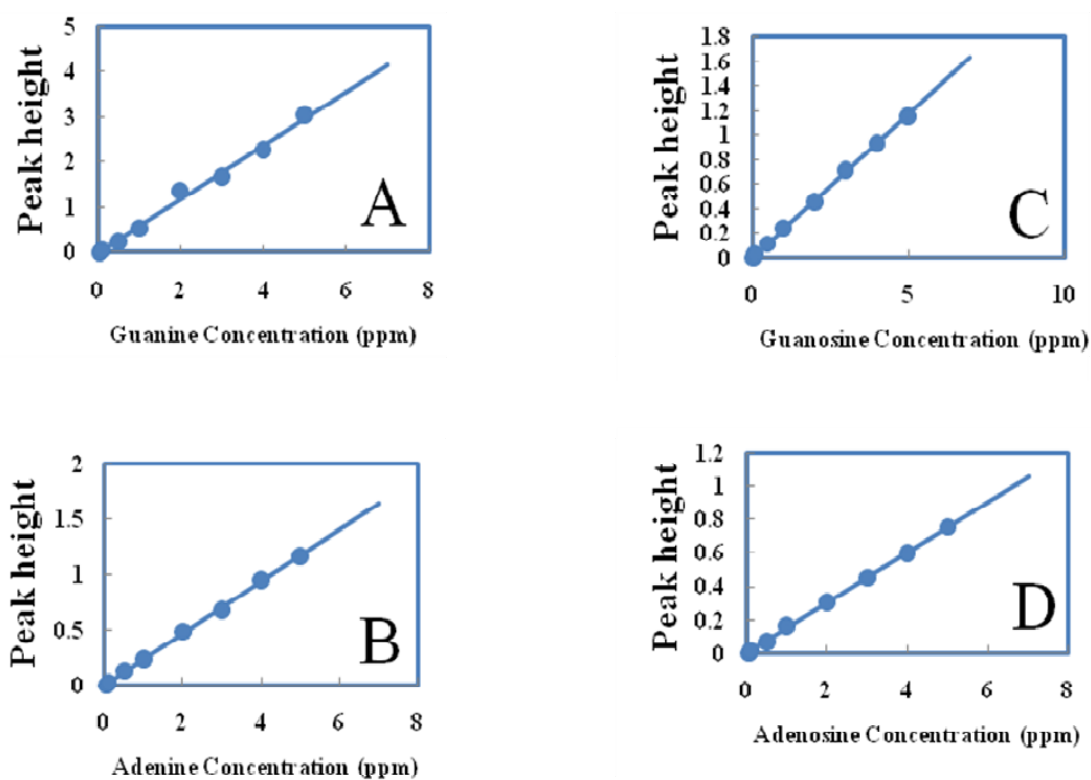 5
4
3
2
1
0
Peak height
A
0 2 4 6 8
Guanine Concentration (ppm)
1.8
1.6
1.4
1.2
1
0.8
0.6
0.4
0.2
0
Peak height
C
0 5 10
Guanosine Concentration (ppm)
2
1.5
1
0.5
0
Peak height
B
0 2 4 6 8
Adenine Concentration (ppm)
1.2
1
0.8
0.6
0.4
0.2
0
Peak height
D
0 2 4 6 8
Adenosine Concentration (ppm)